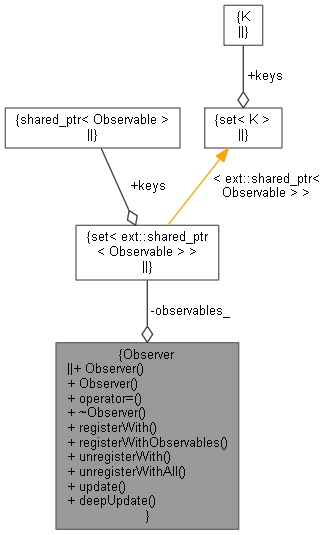 {K
||}
+keys
{shared_ptr< Observable >
||}
{set< K >
||}
+keys
< ext::shared_ptr<
Observable > >
{set< ext::shared_ptr
< Observable > >
||}
-observables_
{Observer
||+ Observer()
+ Observer()
+ operator=()
+ ~Observer()
+ registerWith()
+ registerWithObservables()
+ unregisterWith()
+ unregisterWithAll()
+ update()
+ deepUpdate()
}